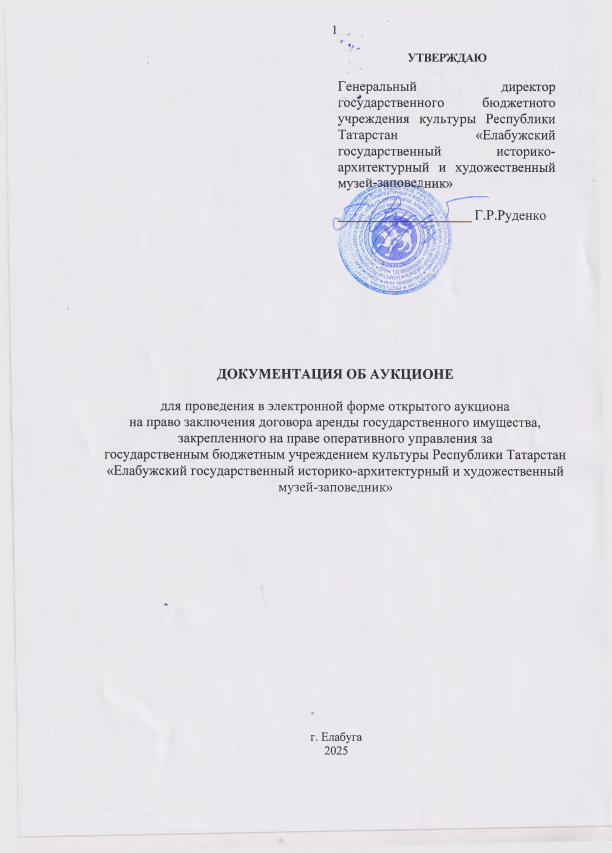 1
УТВЕРЖДАЮ
Генеральный директор
государственного бюджетного
учреждения культуры Республики
Татарстан «Елабужский
государственный историко-
архитектурный и художественный
музей-заповедник»
Г.Р.Руденко
ДОКУМЕНТАЦИЯ ОБ АУКЦИОНЕ
для проведения в электронной форме открытого аукциона
на право заключения договора аренды государственного имущества,
закрепленного на праве оперативного управления за
государственным бюджетным учреждением культуры Республики Татарстан
«Елабужский государственный историко-архитектурный и художественный
музей-заповедник»
г. Елабуга
2025